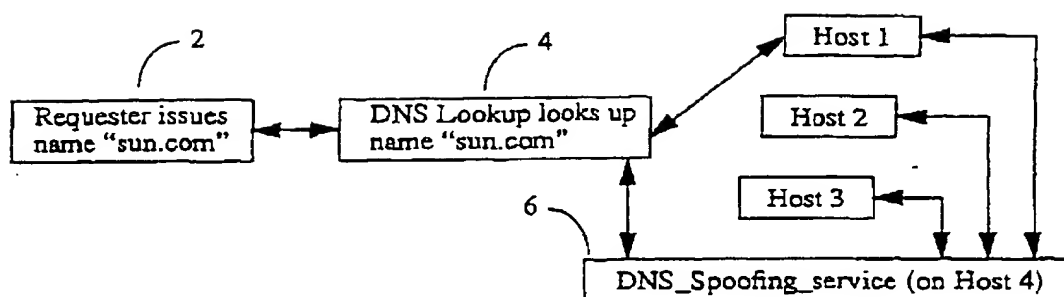 2
4
Host 1
Requester issues
name “sun.com”
DNS Lookup looks up
name “sun.com”
Host 2
Host 3
6
DNS_Spoofing_service (on Host 4)